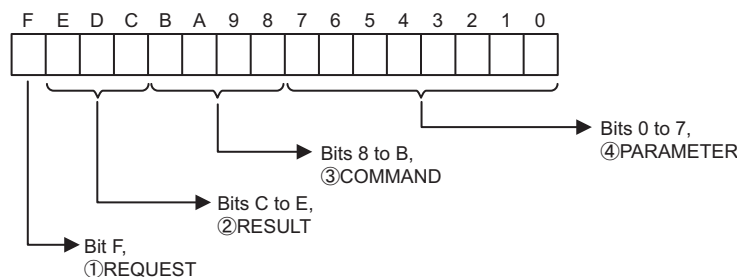 F E D C B A 9 8 7 6 5 4 3 2 1 0
Bits 0 to 7,
④PARAMETER
Bits 8 to B,
③COMMAND
Bits C to E,
②RESULT
Bit F,
①REQUEST